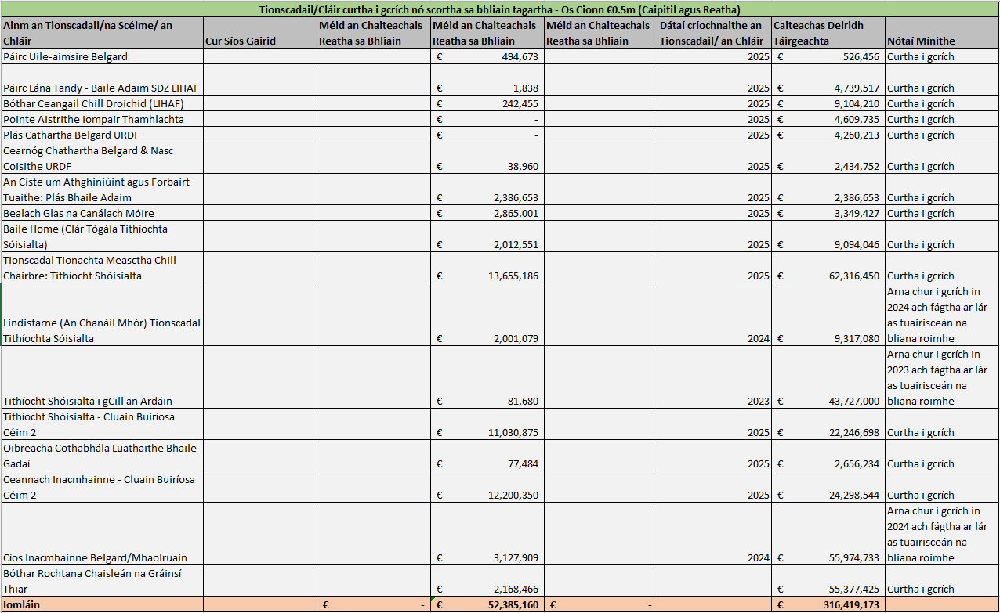 Tionscadail/Cláir curtha i gcrích nó scortha sa bhliain tagartha - Os Cionn €0.5m (Caipitil agus Reatha)
Ainm an Tionscadail/na Scéime/ an Chláir | Cur Síos Gairid | Méid an Chaiteachais Reatha sa Bhliain | Méid an Chaiteachais Reatha sa Bhliain | Méid an Chaiteachais Reatha sa Bhliain | Dátaí críochnaithe an Tionscadail/ an Chláir | Caiteachas Deiridh Táirgeachta | Nótaí Mínithe
Páirc Uile-aimsire Belgard € 494,673 2025 € 526,456 Curtha i gcrích
Páirc Lána Tandy - Baile Adaim SDZ LIHAF € 1,838 2025 € 4,739,517 Curtha i gcrích
Bóthar Ceangail Chill Droichid (LIHAF) € 242,455 2025 € 9,104,210 Curtha i gcrích
Pointe Aistrithe Iompair Thamhlachta € - 2025 € 4,609,735 Curtha i gcrích
Plás Cathartha Belgard URDF € - 2025 € 4,260,213 Curtha i gcrích
Cearnóg Chathartha Belgard & Nasc
Coisithe URDF € 38,960 2025 € 2,434,752 Curtha i gcrích
An Ciste um Athghiniúint agus Forbairt
Tuaithe: Plás Bhaile Adaim € 2,386,653 2025 € 2,386,653 Curtha i gcrích
Bealach Glas na Canálach Móire € 2,865,001 2025 € 3,349,427 Curtha i gcrích
Baile Home (Clár Tógála Tithíochta
Sóisialta) € 2,012,551 2025 € 9,094,046 Curtha i gcrích
Tionscadal Tionachta Measctha Chill
Chairbre: Tithíocht Shóisialta € 13,655,186 2025 € 62,316,450 Curtha i gcrích
Lindisfarne (An Chanáil Mhór) Tionscadal
Tithíochta Sóisialta € 2,001,079 2024 € 9,317,080
Arna chur i gcrích in
2024 ach fágtha ar lár
as tuairisceán na
bliana roimhe
Tithíocht Shóisialta i gCill an Ardáin € 81,680 2023 € 43,727,000
Arna chur i gcrích in
2023 ach fágtha ar lár
as tuairisceán na
bliana roimhe
Tithíocht Shóisialta - Cluain Buiríosa
Céim 2 € 11,030,875 2025 € 22,246,698 Curtha i gcrích
Oibreacha Cothabhála Luathaithe Bhaile
Gadaí € 77,484 2025 € 2,656,234 Curtha i gcrích
Ceannach Inacmhainne - Cluain Buiríosa
Céim 2 € 12,200,350 2025 € 24,298,544 Curtha i gcrích
Cíos Inacmhainne Belgard/Mhaolruain € 3,127,909 2024 € 55,974,733
Arna chur i gcrích in
2024 ach fágtha ar lár
as tuairisceán na
bliana roimhe
Bóthar Rochtana Chaisleán na Gráinsí
Thiar € 2,168,466 € 55,377,425 Curtha i gcrích
Iomláin € - € 52,385,160 € - € 316,419,173